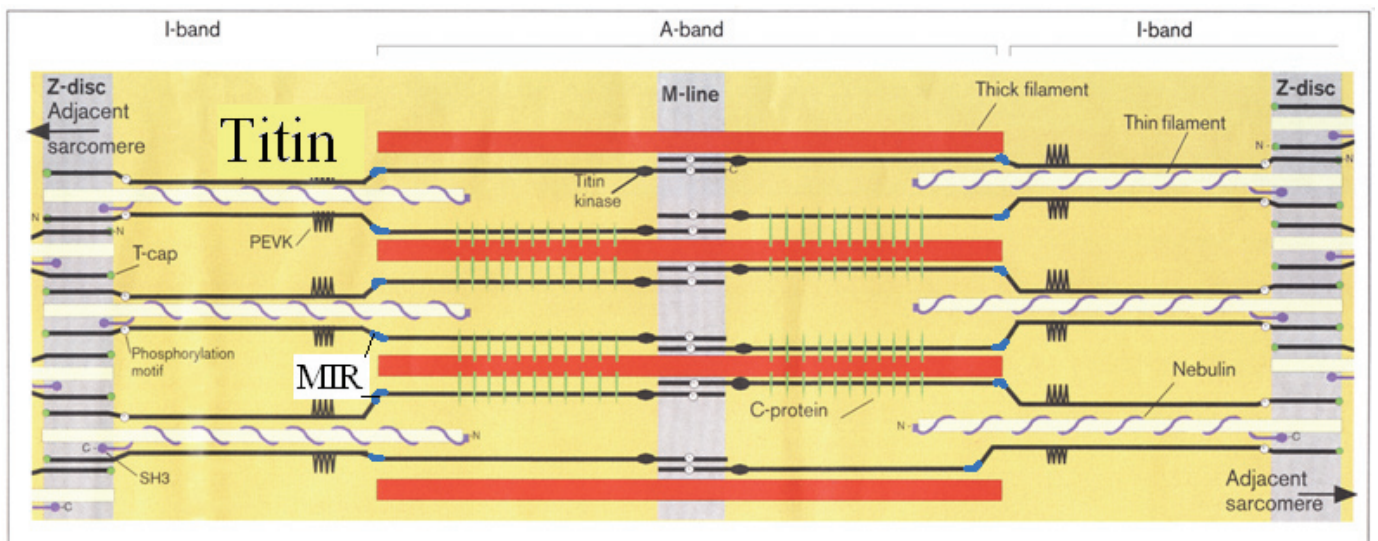 I-band
A-band
I-band
Z-disc
Adjacent
sarcomere
Titin
M-line
Thick filament
Z-disc
Thin filament
N
N
Titin
kinase
C
N
N
PEVK
T-cap
Phosphorylation
motif
MIR
Nebulin
C-protein
N
N
C
C
SH3
C
Adjacent
sarcomere